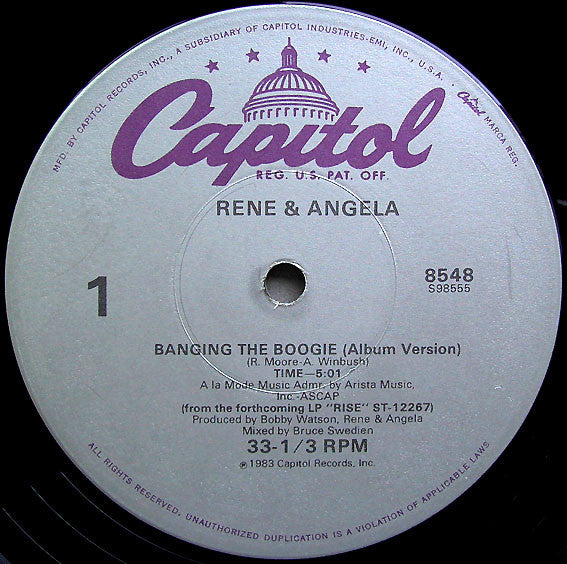 MFD. BY CAPITOL RECORDS, INC., A SUBSIDIARY OF CAPITOL INDUSTRIES-EMI, INC., U.S.A.
Capitol MARCA REG.
Capitol
REG. U.S. PAT. OFF.
RENE & ANGELA
1
8548
S98555
BANGING THE BOOGIE (Album Version)
(R. Moore-A. Winbush)
TIME—5:01
A la Mode Music Admr. by Arista Music,
Inc.-ASCAP
(from the forthcoming LP "RISE" ST-12267)
Produced by Bobby Watson, Rene & Angela
Mixed by Bruce Swedien
33-1/3 RPM
℗1983 Capitol Records, Inc.
ALL RIGHTS RESERVED. UNAUTHORIZED DUPLICATION IS A VIOLATION OF APPLICABLE LAWS